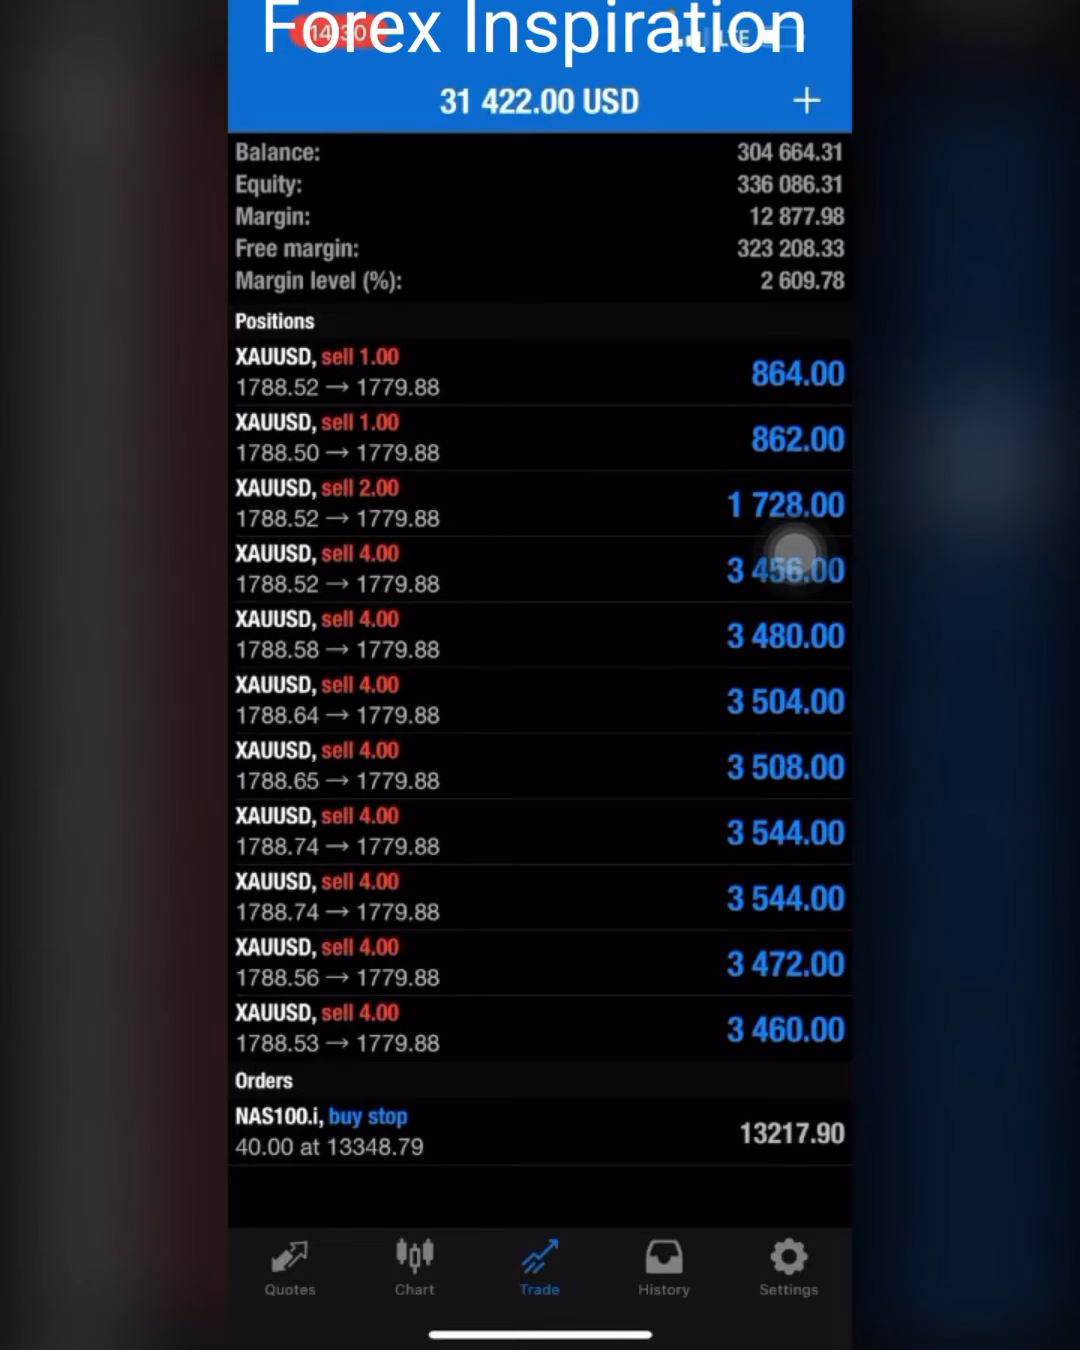 Forex Inspiration
14:30
LTE
31 422.00 USD
+
Balance: 304 664.31
Equity: 336 086.31
Margin: 12 877.98
Free margin: 323 208.33
Margin level (%): 2 609.78
Positions
XAUUSD, sell 1.00
1788.52 → 1779.88 864.00
XAUUSD, sell 1.00
1788.50 → 1779.88 862.00
XAUUSD, sell 2.00
1788.52 → 1779.88 1 728.00
XAUUSD, sell 4.00
1788.52 → 1779.88 3 456.00
XAUUSD, sell 4.00
1788.58 → 1779.88 3 480.00
XAUUSD, sell 4.00
1788.64 → 1779.88 3 504.00
XAUUSD, sell 4.00
1788.65 → 1779.88 3 508.00
XAUUSD, sell 4.00
1788.74 → 1779.88 3 544.00
XAUUSD, sell 4.00
1788.74 → 1779.88 3 544.00
XAUUSD, sell 4.00
1788.56 → 1779.88 3 472.00
XAUUSD, sell 4.00
1788.53 → 1779.88 3 460.00
Orders
NAS100.i, buy stop
40.00 at 13348.79 13217.90
Quotes Chart Trade History Settings